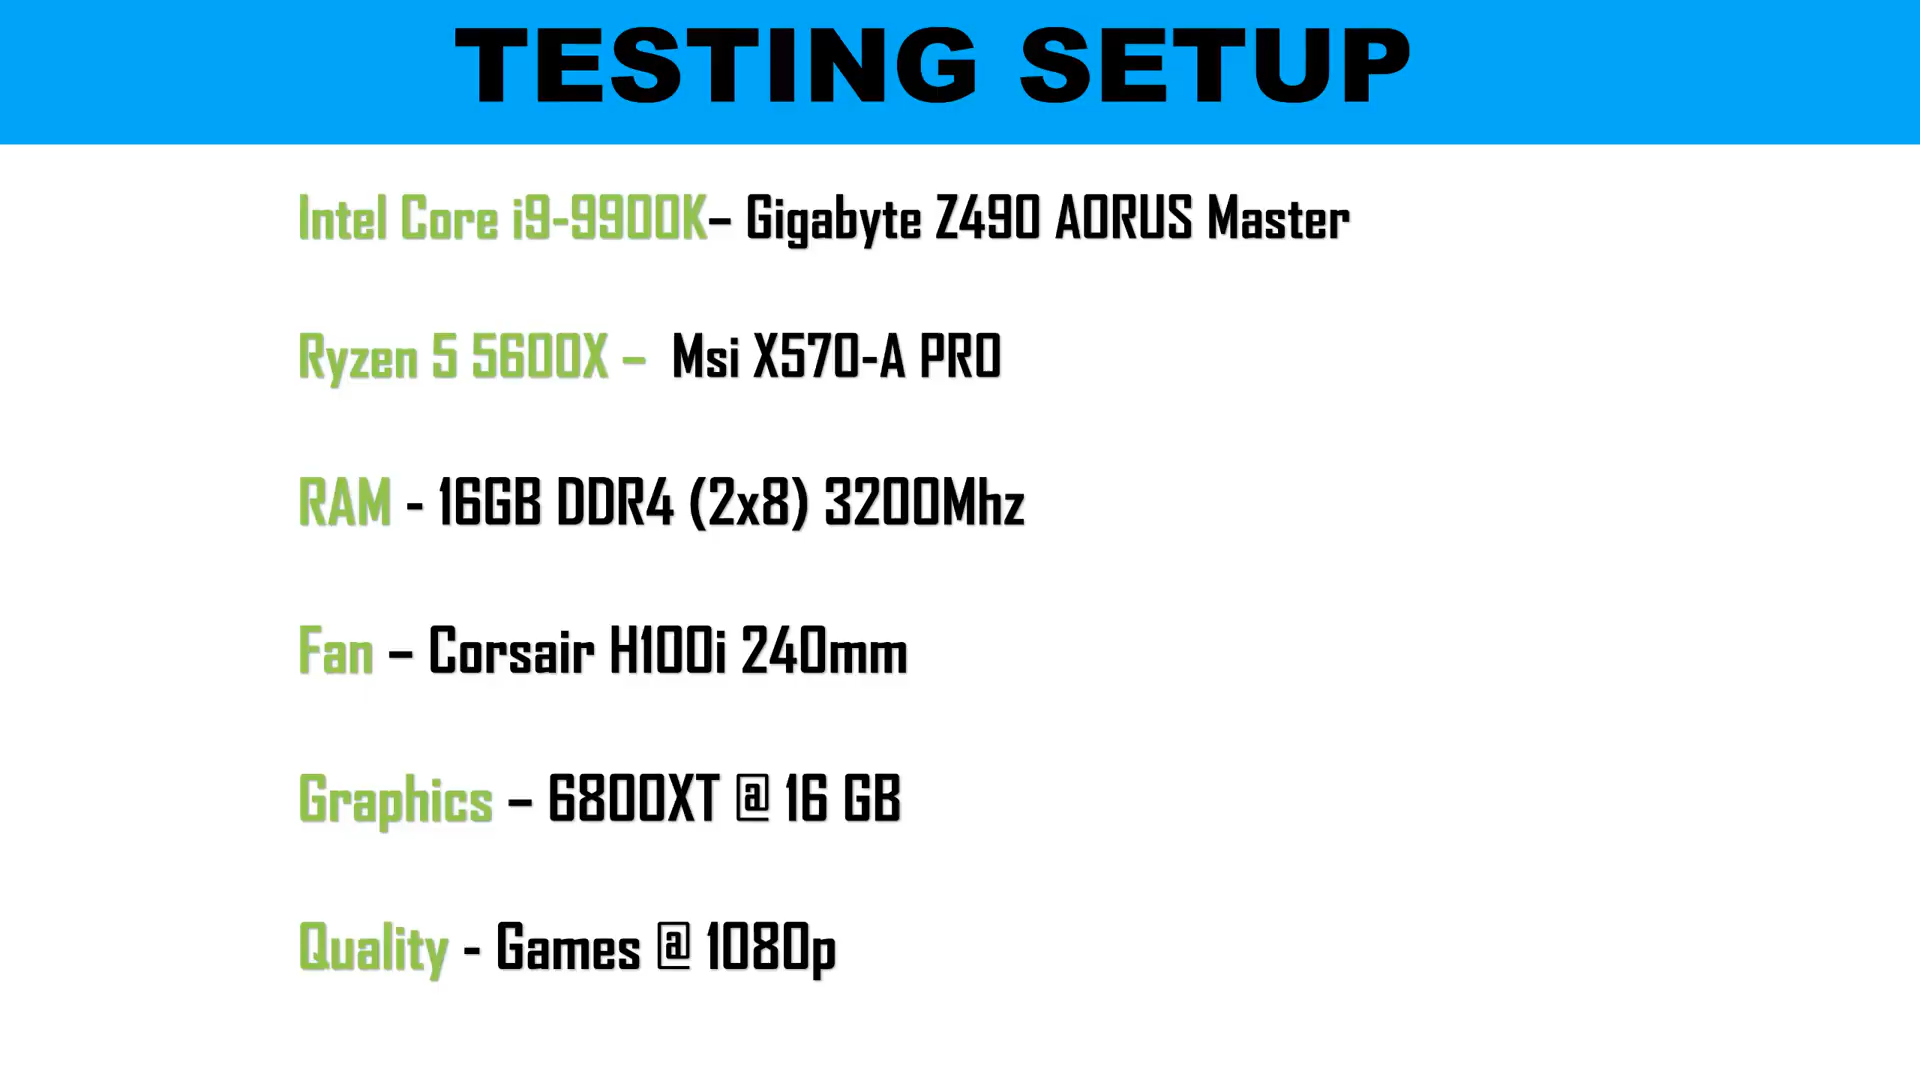 TESTING SETUP
Intel Core i9-9900K– Gigabyte Z490 AORUS Master
Ryzen 5 5600X – Msi X570-A PRO
RAM - 16GB DDR4 (2x8) 3200Mhz
Fan – Corsair H100i 240mm
Graphics – 6800XT @ 16 GB
Quality - Games @ 1080p